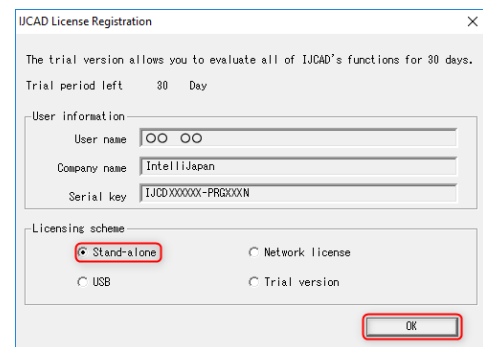 IJCAD License Registration
The trial version allows you to evaluate all of IJCAD's functions for 30 days.
Trial period left 30 Day
User information
User name ○○ ○○
Company name IntelliJapan
Serial key IJCDXXXXXX-PRGXXXN
Licensing scheme
Stand-alone Network license
USB Trial version
OK